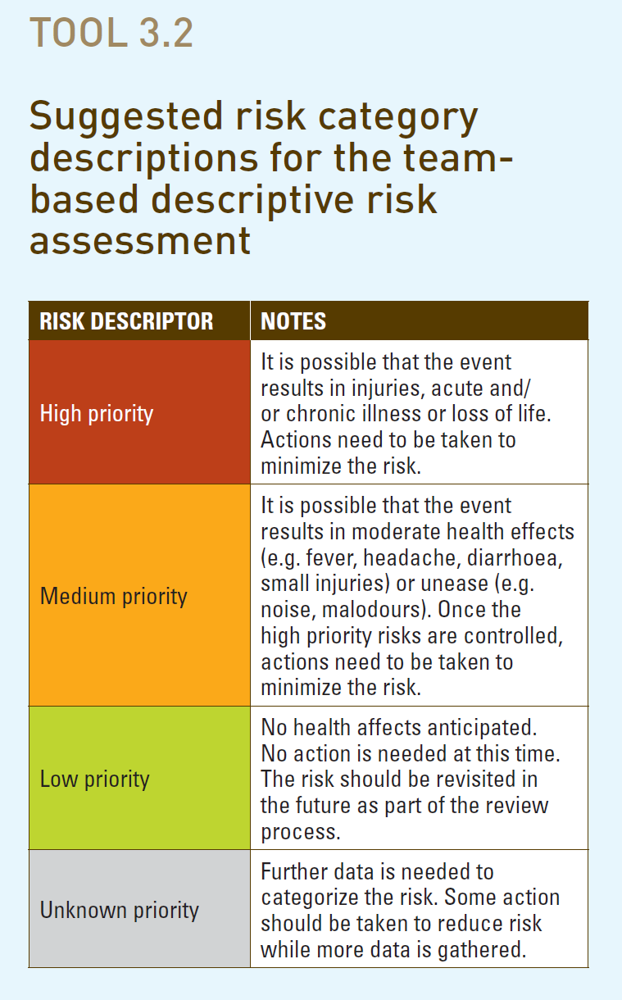 TOOL 3.2
Suggested risk category
descriptions for the team-
based descriptive risk
assessment
RISK DESCRIPTOR
NOTES
High priority
It is possible that the event
results in injuries, acute and/
or chronic illness or loss of life.
Actions need to be taken to
minimize the risk.
Medium priority
It is possible that the event
results in moderate health effects
(e.g. fever, headache, diarrhoea,
small injuries) or unease (e.g.
noise, malodours). Once the
high priority risks are controlled,
actions need to be taken to
minimize the risk.
Low priority
No health affects anticipated.
No action is needed at this time.
The risk should be revisited in
the future as part of the review
process.
Unknown priority
Further data is needed to
categorize the risk. Some action
should be taken to reduce risk
while more data is gathered.